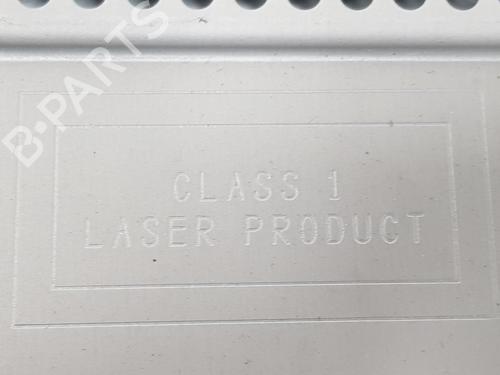 B-PARTS
CLASS 1
LASER PRODUCT